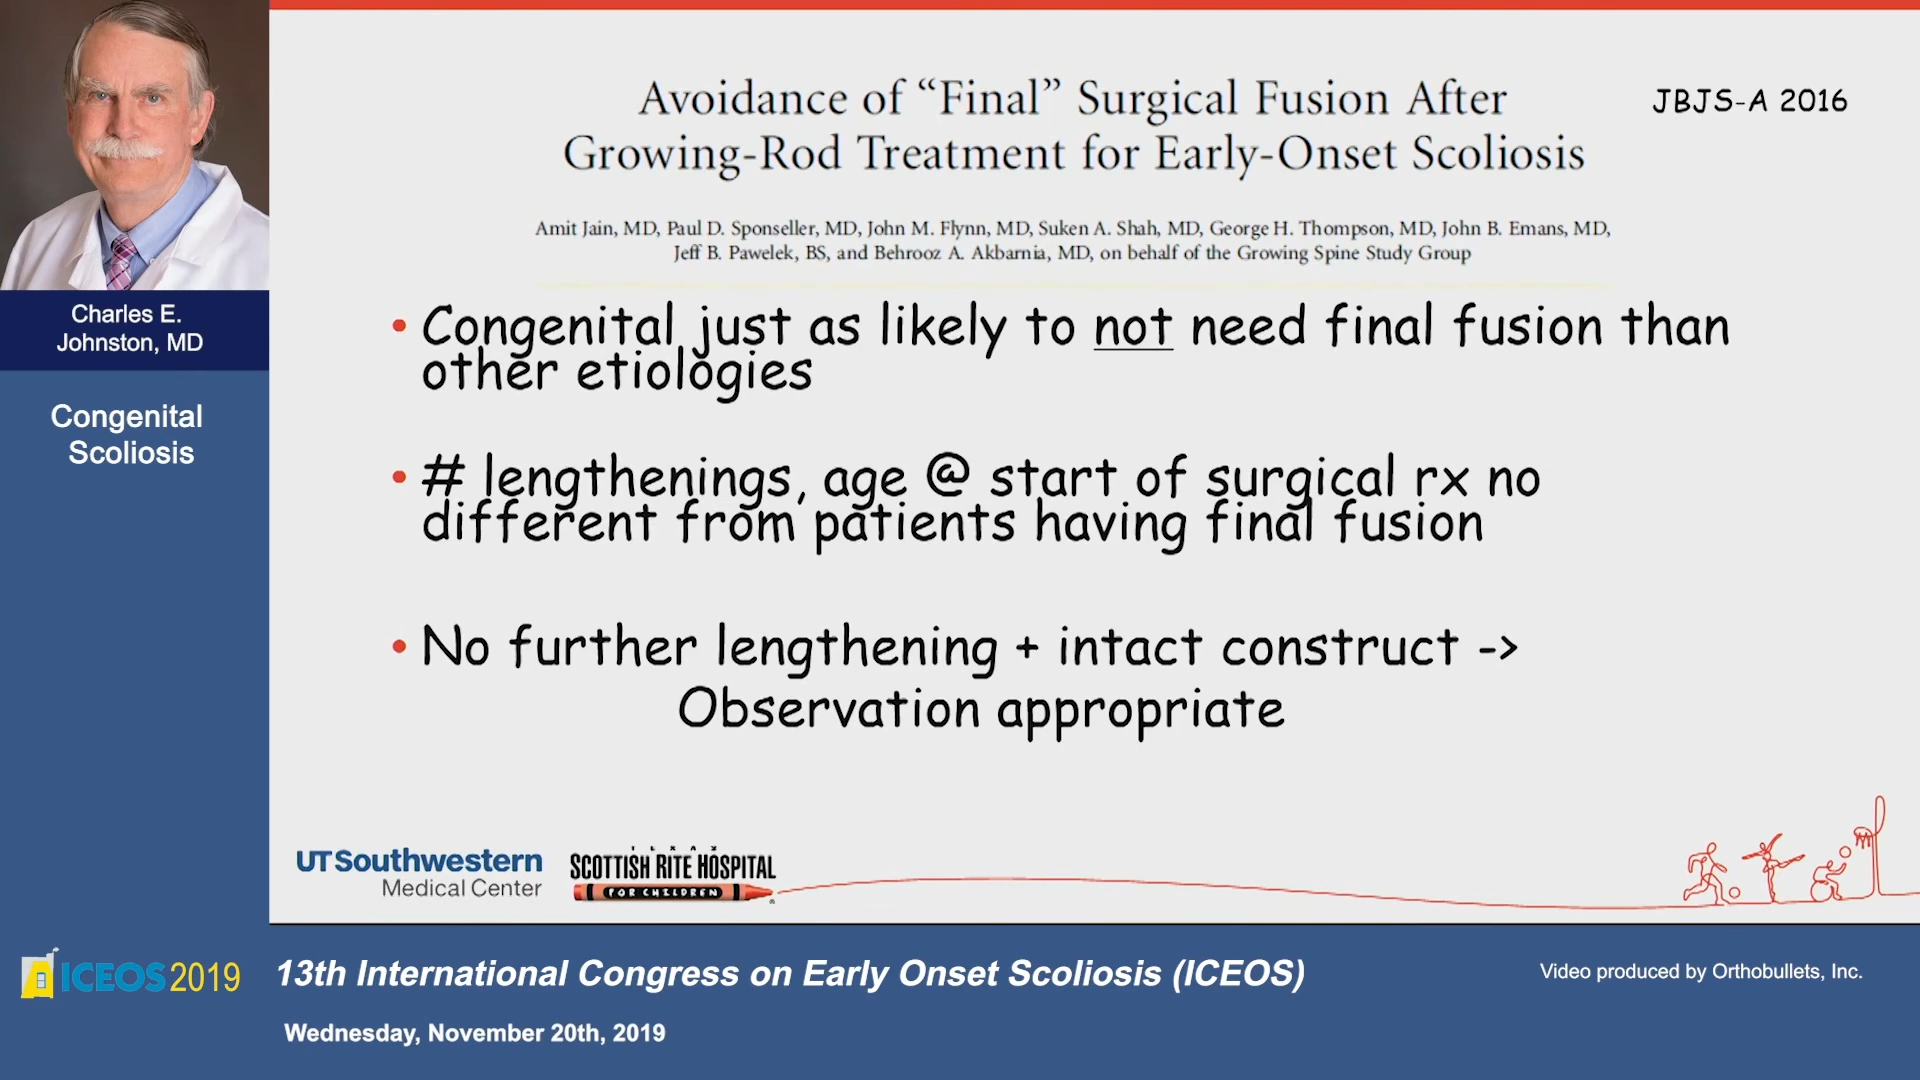 Avoidance of “Final” Surgical Fusion After
Growing-Rod Treatment for Early-Onset Scoliosis
JBJS-A 2016
Amit Jain, MD, Paul D. Sponseller, MD, John M. Flynn, MD, Suken A. Shah, MD, George H. Thompson, MD, John B. Emans, MD,
Jeff B. Pawelek, BS, and Behrooz A. Akbarnia, MD, on behalf of the Growing Spine Study Group
• Congenital just as likely to not need final fusion than
other etiologies
• # lengthenings, age @ start of surgical rx no
different from patients having final fusion
• No further lengthening + intact construct ->
Observation appropriate
Charles E.
Johnston, MD
Congenital
Scoliosis
UTSouthwestern
Medical Center
SCOTTISH RITE HOSPITAL
FOR CHILDREN
ICEOS 2019
13th International Congress on Early Onset Scoliosis (ICEOS)
Wednesday, November 20th, 2019
Video produced by Orthobullets, Inc.